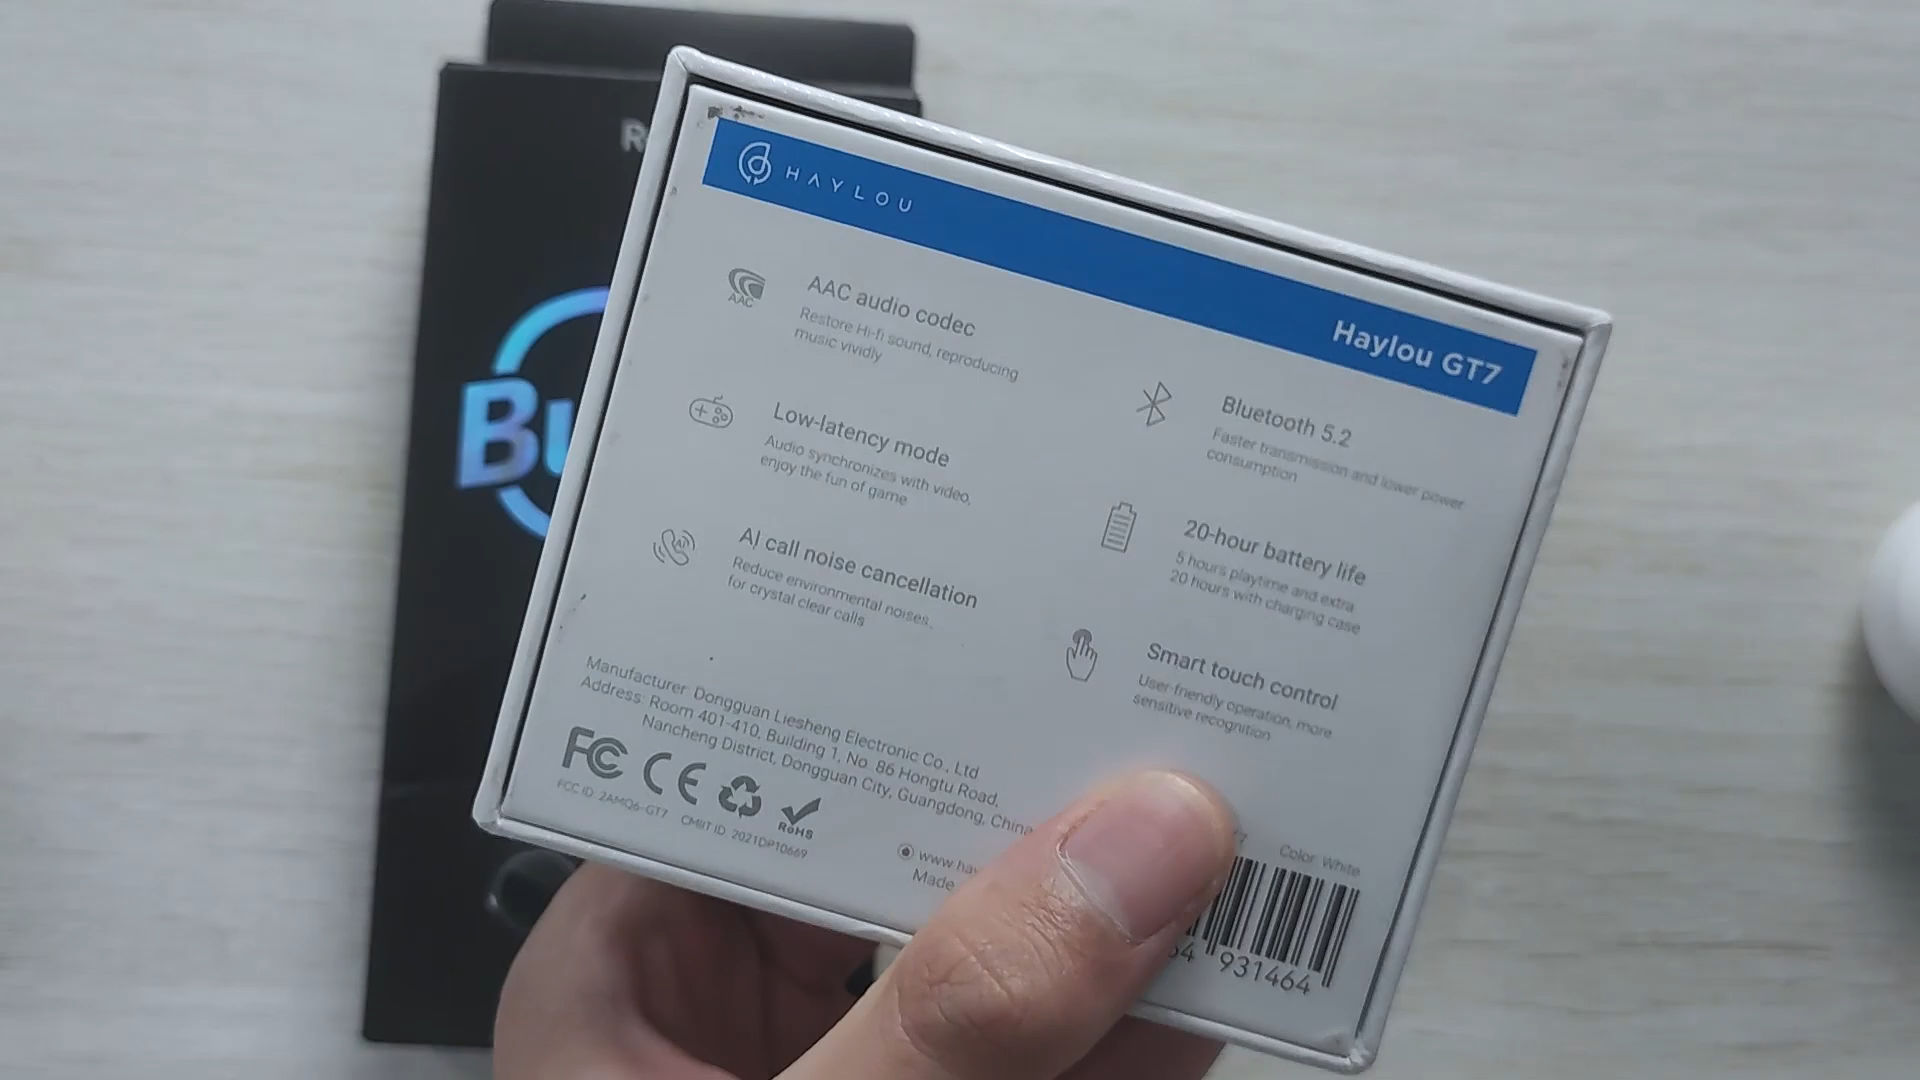 HAYLOU
Haylou GT7
AAC
AAC audio codec
Restore Hi-fi sound, reproducing
music vividly
Low-latency mode
Audio synchronizes with video,
enjoy the fun of game
AI
AI call noise cancellation
Reduce environmental noises,
for crystal clear calls
Bluetooth 5.2
Faster transmission and lower power
consumption
20-hour battery life
5 hours playtime and extra
20 hours with charging case
Smart touch control
User-friendly operation, more
sensitive recognition
Manufacturer: Dongguan Liesheng Electronic Co., Ltd
Address: Room 401-410, Building 1, No. 86 Hongtu Road,
Nancheng District, Dongguan City, Guangdong, China
FC CE RoHS
FCC ID: 2AMQ6-GT7 CMIIT ID: 2021DP10669
www.hay
Made
Color: White
931464
Bu